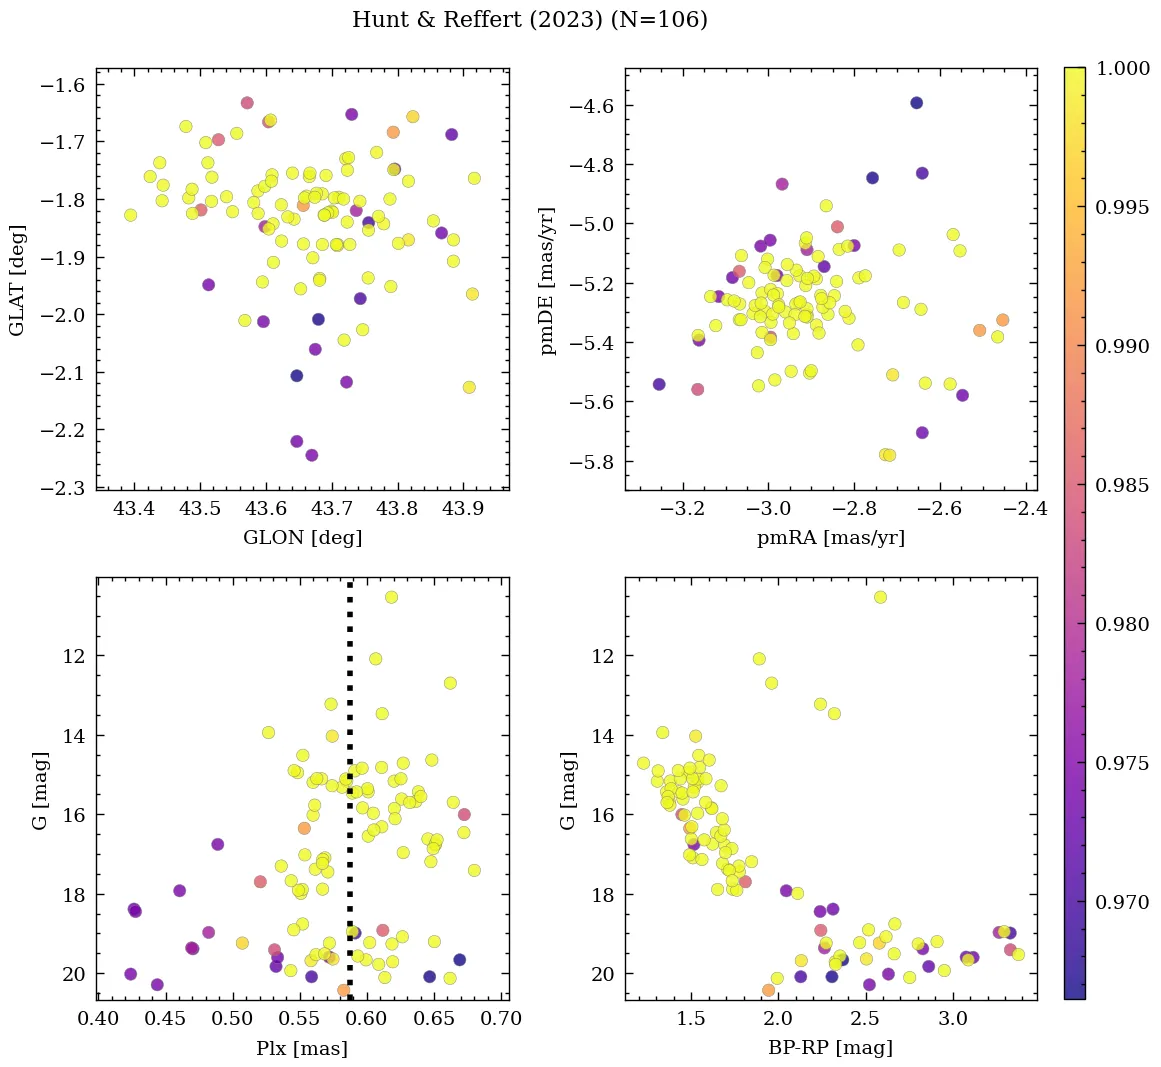 Hunt & Reffert (2023) (N=106)
−1.6
−1.7
−1.8
−1.9
−2.0
−2.1
−2.2
−2.3
GLAT [deg]
43.4 43.5 43.6 43.7 43.8 43.9
GLON [deg]
−4.6
−4.8
−5.0
−5.2
−5.4
−5.6
−5.8
pmDE [mas/yr]
−3.2 −3.0 −2.8 −2.6 −2.4
pmRA [mas/yr]
12
14
16
18
20
G [mag]
0.40 0.45 0.50 0.55 0.60 0.65 0.70
Plx [mas]
12
14
16
18
20
G [mag]
1.5 2.0 2.5 3.0
BP-RP [mag]
1.000
0.995
0.990
0.985
0.980
0.975
0.970